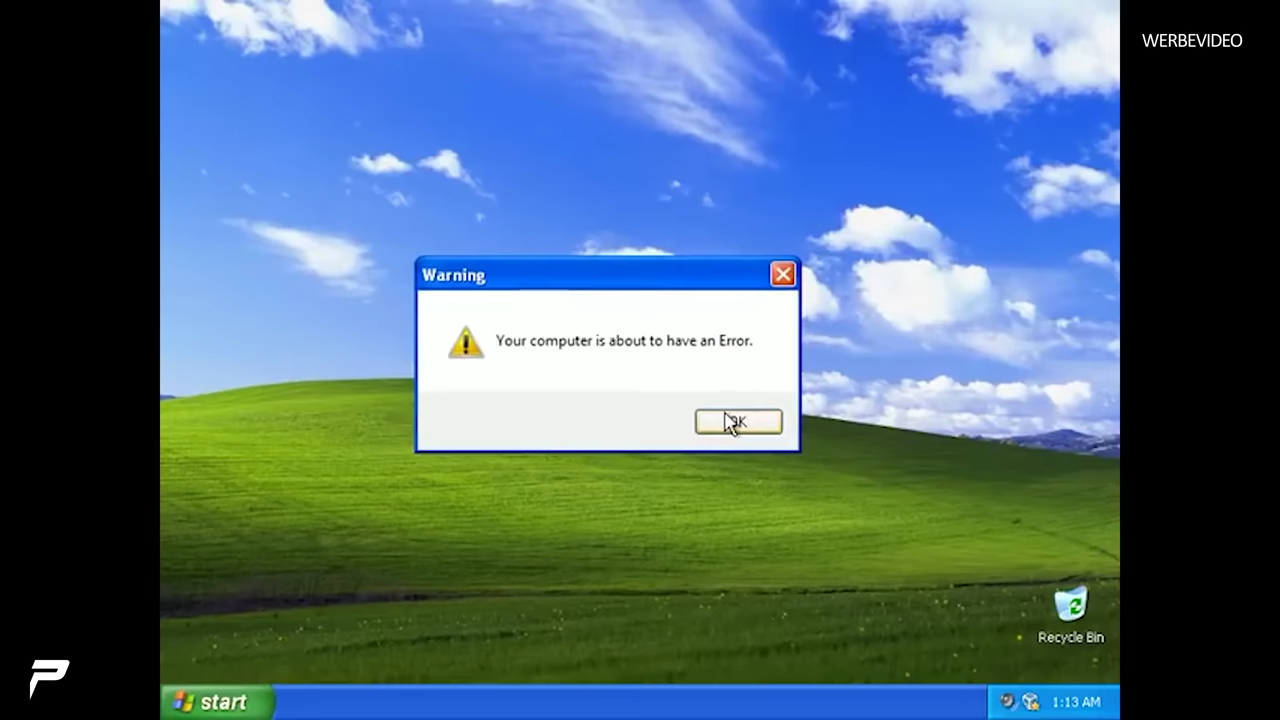 WERBEVIDEO
Warning
Your computer is about to have an Error.
OK
Recycle Bin
start
1:13 AM